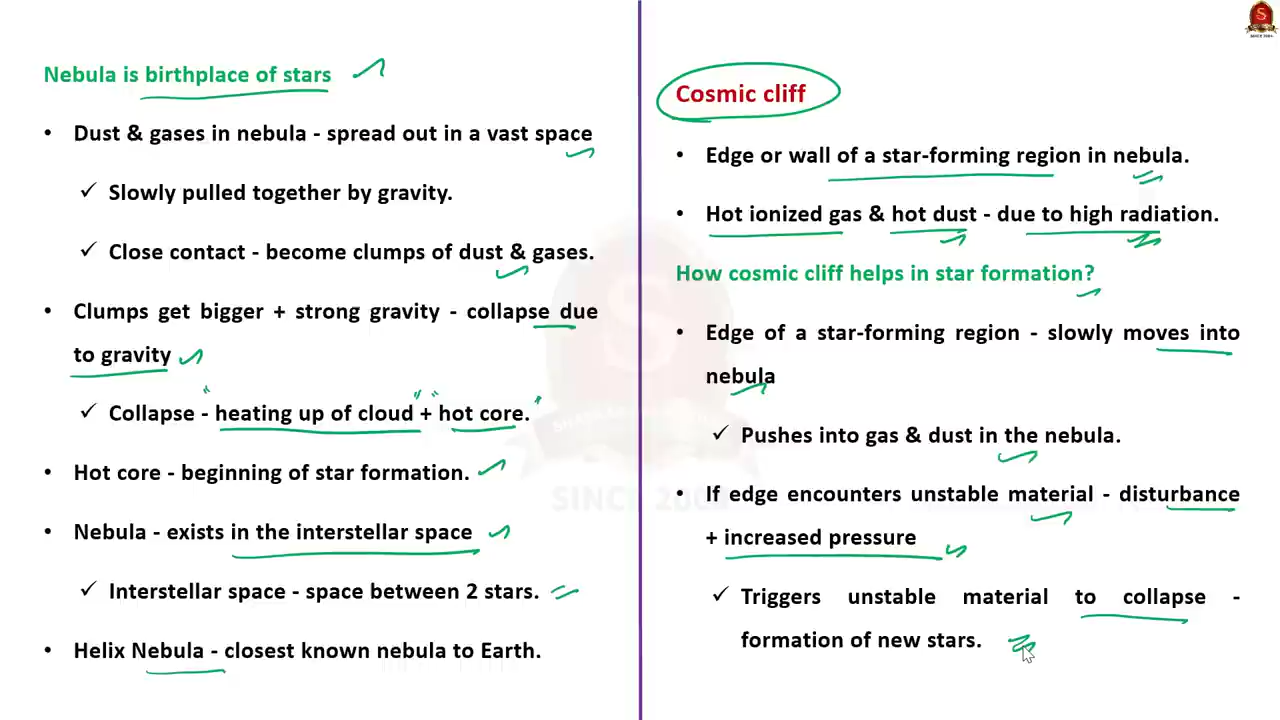 Nebula is birthplace of stars
• Dust & gases in nebula - spread out in a vast space
✓ Slowly pulled together by gravity.
✓ Close contact - become clumps of dust & gases.
• Clumps get bigger + strong gravity - collapse due
to gravity
✓ Collapse - heating up of cloud + hot core.
• Hot core - beginning of star formation.
• Nebula - exists in the interstellar space
✓ Interstellar space - space between 2 stars.
• Helix Nebula - closest known nebula to Earth.
Cosmic cliff
• Edge or wall of a star-forming region in nebula.
• Hot ionized gas & hot dust - due to high radiation.
How cosmic cliff helps in star formation?
• Edge of a star-forming region - slowly moves into
nebula
✓ Pushes into gas & dust in the nebula.
• If edge encounters unstable material - disturbance
+ increased pressure
✓ Triggers unstable material to collapse -
formation of new stars.
S
SINCE 2004
SINCE 2004